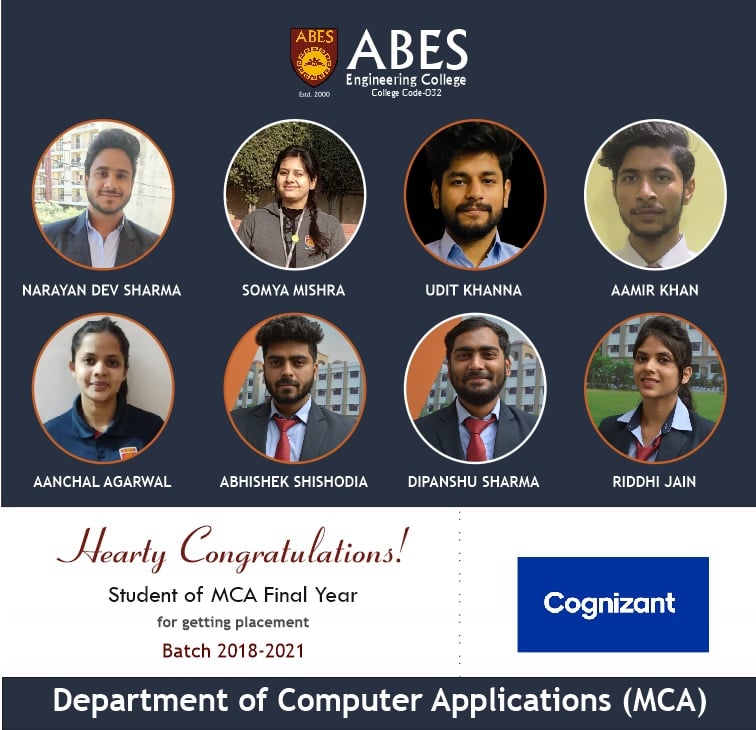 ABES
ABES
Engineering College
Estd. 2000
College Code-032
NARAYAN DEV SHARMA
SOMYA MISHRA
UDIT KHANNA
AAMIR KHAN
AANCHAL AGARWAL
ABHISHEK SHISHODIA
DIPANSHU SHARMA
RIDDHI JAIN
Hearty Congratulations!
Student of MCA Final Year
for getting placement
Batch 2018-2021
Cognizant
Department of Computer Applications (MCA)